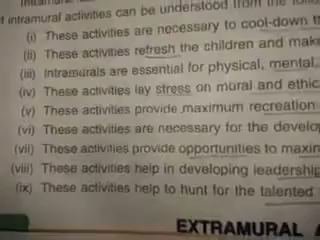 intramural activities can be understood from the
(i) These activities are necessary to cool-down
(ii) These activities refresh the children and make
(iii) Intramurals are essential for physical, mental,
(iv) These activities lay stress on mural and ethic
(v) These activities provide maximum recreation
(vi) These activities are necessary for the develo
(vii) These activities provide opportunities to maxim
(viii) These activities help in developing leadership
(ix) These activities help to hunt for the talented
EXTRAMURAL